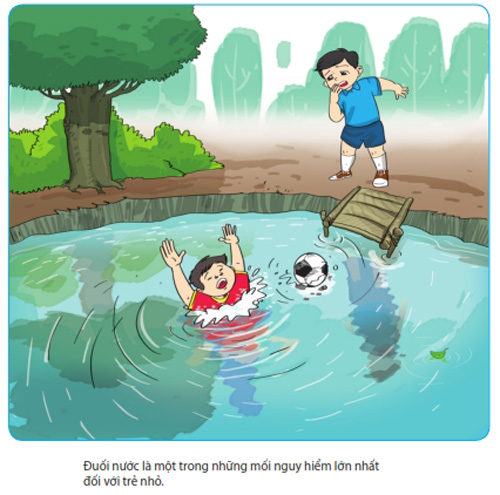 Đuối nước là một trong những mối nguy hiểm lớn nhất
đối với trẻ nhỏ.